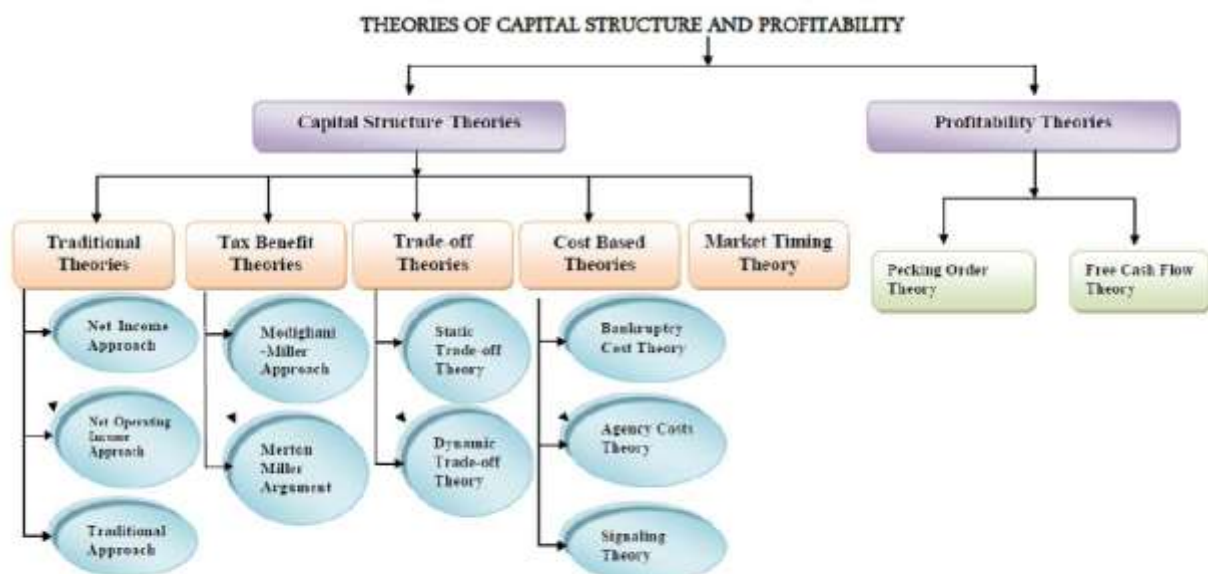 THEORIES OF CAPITAL STRUCTURE AND PROFITABILITY
Capital Structure Theories
Profitability Theories
Traditional
Theories
Tax Benefit
Theories
Trade-off
Theories
Cost Based
Theories
Market Timing
Theory
Pecking Order
Theory
Free Cash Flow
Theory
Net Income
Approach
Net Operating
Income
Approach
Traditional
Approach
Modigliani
-Miller
Approach
Merton
Miller
Argument
Static
Trade-off
Theory
Dynamic
Trade-off
Theory
Bankruptcy
Cost Theory
Agency Costs
Theory
Signaling
Theory